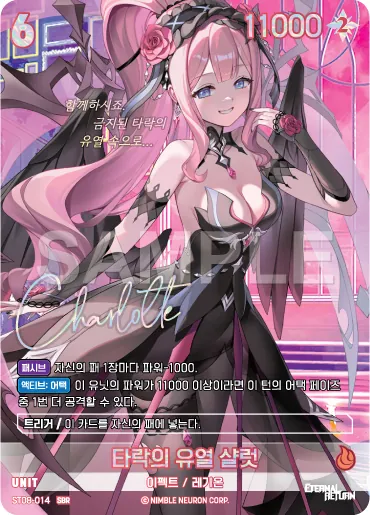 6
11000 2
함께하시죠.
금지된 타락의
유열 속으로...
SAMPLE
Charlotte
패시브 자신의 패 1장마다 파워-1000.
액티브: 어택 이 유닛의 파워가 11000 이상이라면 이 턴의 어택 페이즈
중 1번 더 공격할 수 있다.
트리거 / 이 카드를 자신의 패에 넣는다.
타락의 유열 샬럿
UNIT
이펙트 / 레기온
ST08-014 SBR
© NIMBLE NEURON CORP.
ETERNAL
RETURN